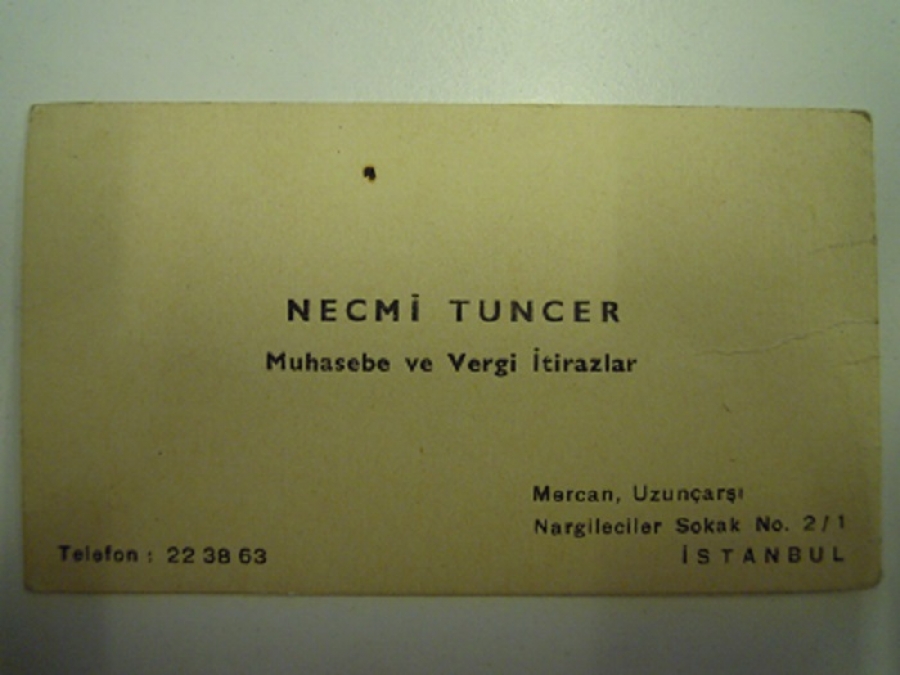 NECMİ TUNCER
Muhasebe ve Vergi İtirazlar
Mercan, Uzunçarşı
Nargileciler Sokak No. 2/1
İSTANBUL
Telefon : 22 38 63